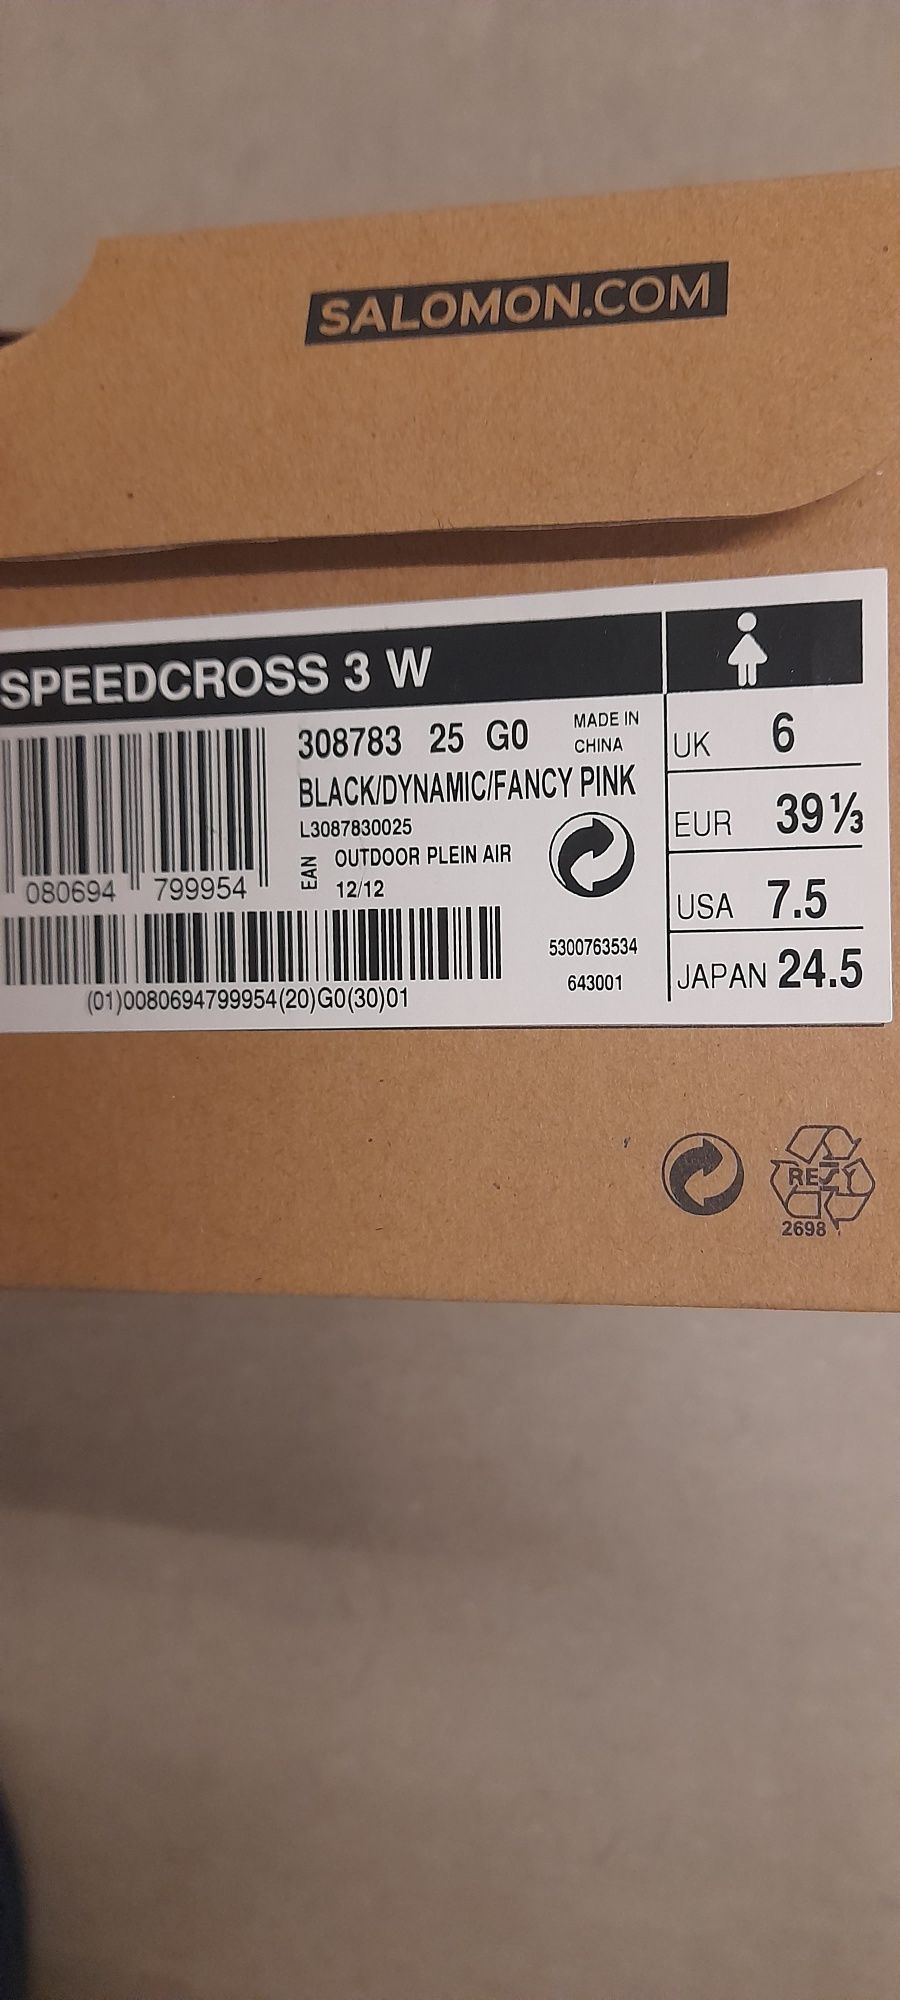 SALOMON.COM
SPEEDCROSS 3 W
308783 25 G0
MADE IN
CHINA
BLACK/DYNAMIC/FANCY PINK
L3087830025
EAN
OUTDOOR PLEIN AIR
12/12
080694 799954
5300763534
643001
(01)0080694799954(20)G0(30)01
UK 6
EUR 39⅓
USA 7.5
JAPAN 24.5
RESY
2698